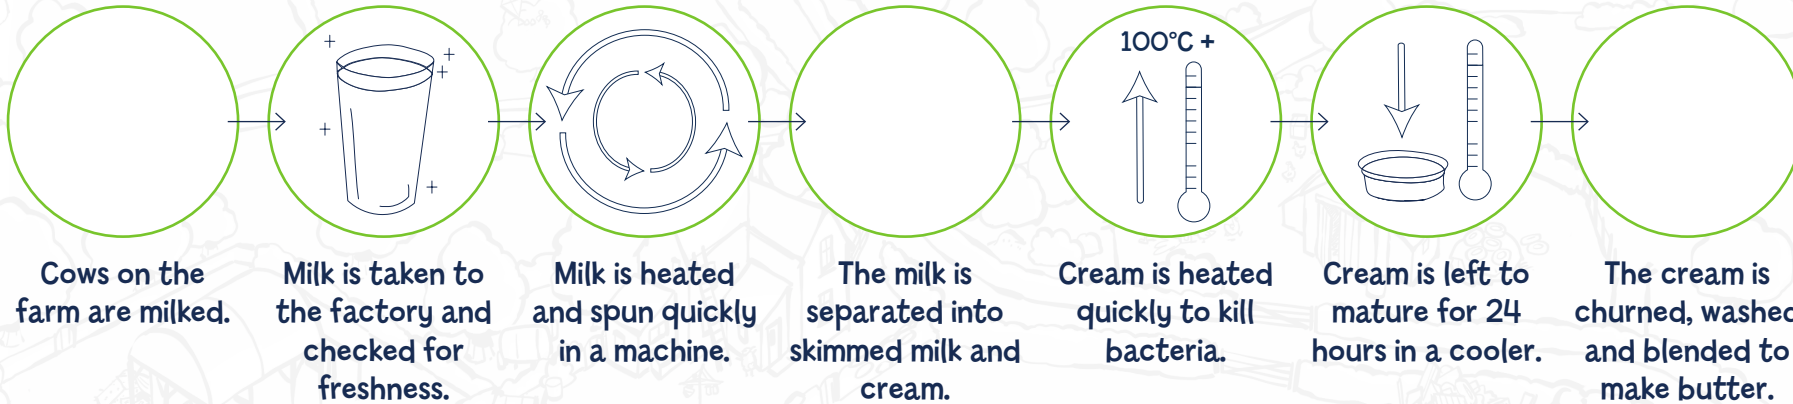 100°C +
Cows on the
farm are milked.
Milk is taken to
the factory and
checked for
freshness.
Milk is heated
and spun quickly
in a machine.
The milk is
separated into
skimmed milk and
cream.
Cream is heated
quickly to kill
bacteria.
Cream is left to
mature for 24
hours in a cooler.
The cream is
churned, washed
and blended to
make butter.